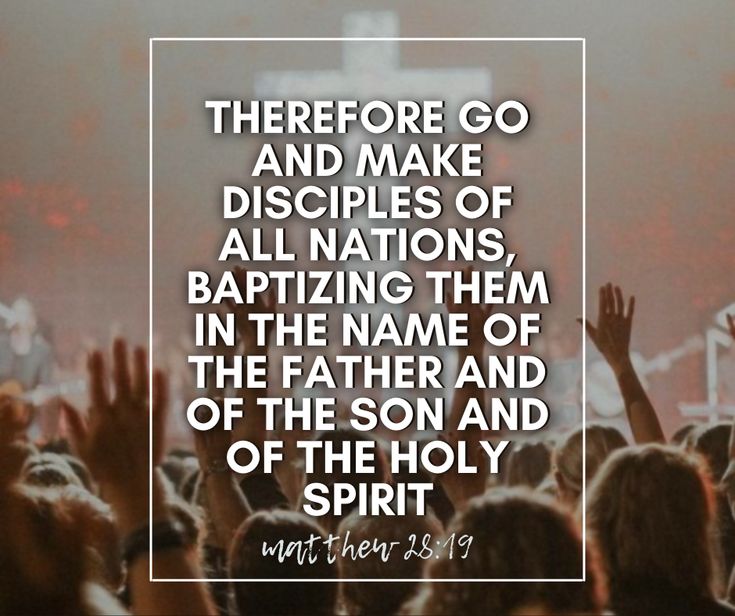 THEREFORE GO
AND MAKE
DISCIPLES OF
ALL NATIONS,
BAPTIZING THEM
IN THE NAME OF
THE FATHER AND
OF THE SON AND
OF THE HOLY
SPIRIT
matthew 28:19